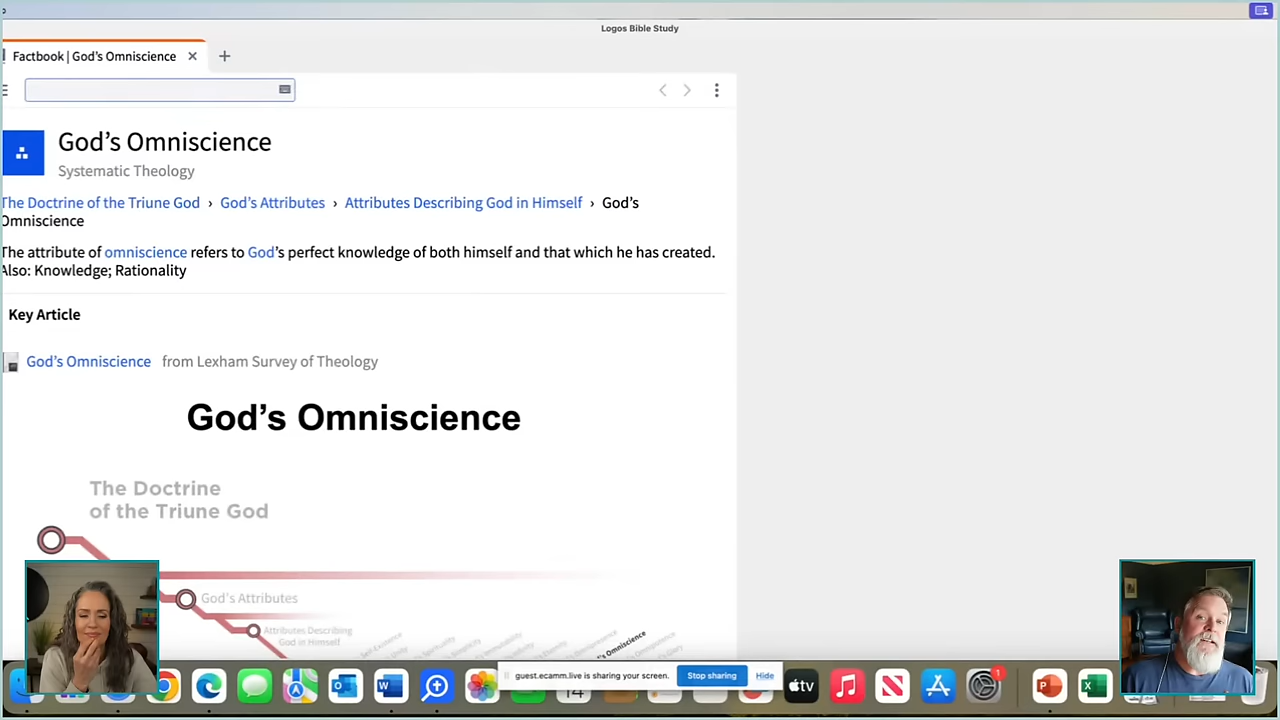 Logos Bible Study
Factbook | God's Omniscience
God's Omniscience
Systematic Theology
The Doctrine of the Triune God › God's Attributes › Attributes Describing God in Himself › God's
Omniscience
The attribute of omniscience refers to God's perfect knowledge of both himself and that which he has created.
Also: Knowledge; Rationality
Key Article
God's Omniscience from Lexham Survey of Theology
God's Omniscience
The Doctrine
of the Triune God
God's Attributes
Attributes Describing
God in Himself
Omniscience
guest.ecamm.live is sharing your screen. Stop sharing Hide
14
tv
1